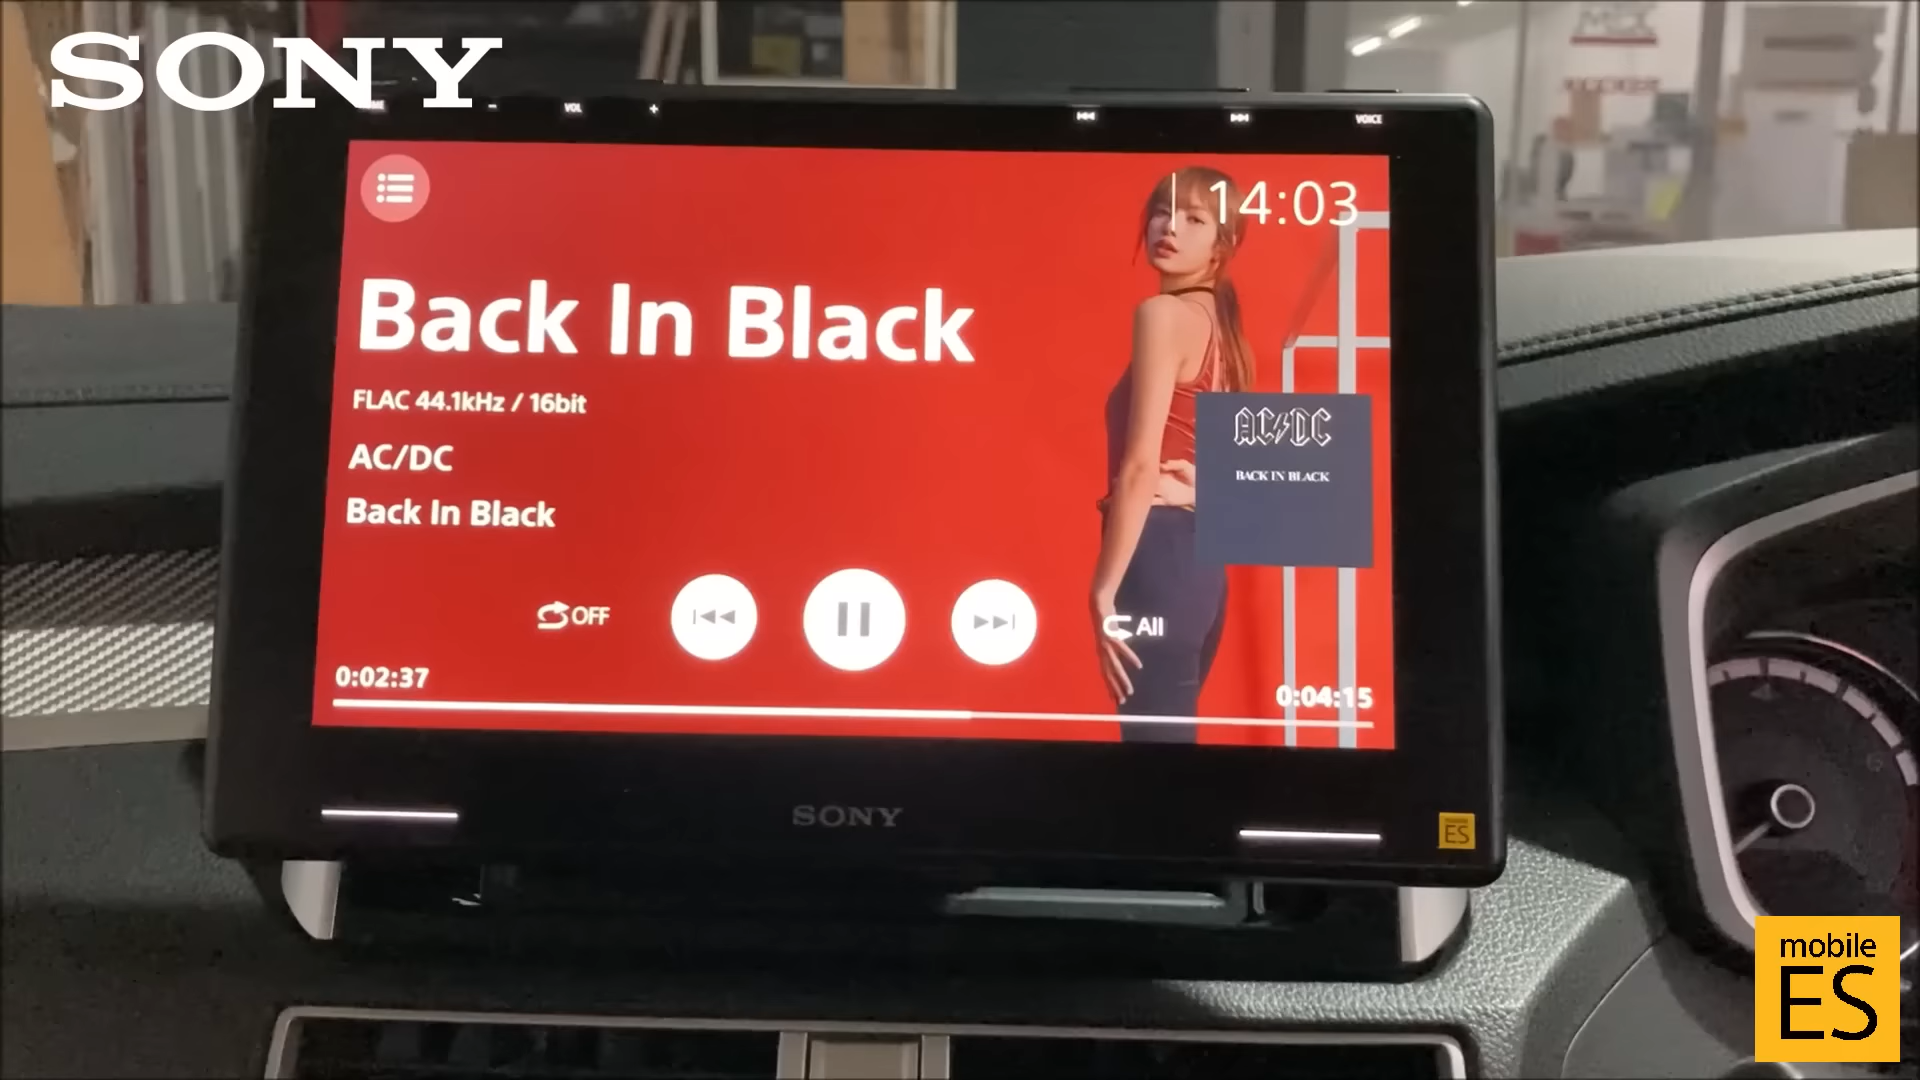 SONY
VOL
VOICE
14:03
Back In Black
FLAC 44.1kHz / 16bit
AC/DC
Back In Black
AC/DC
BACK IN BLACK
OFF
All
0:02:37
0:04:15
SONY
mobile
ES
mobile
ES